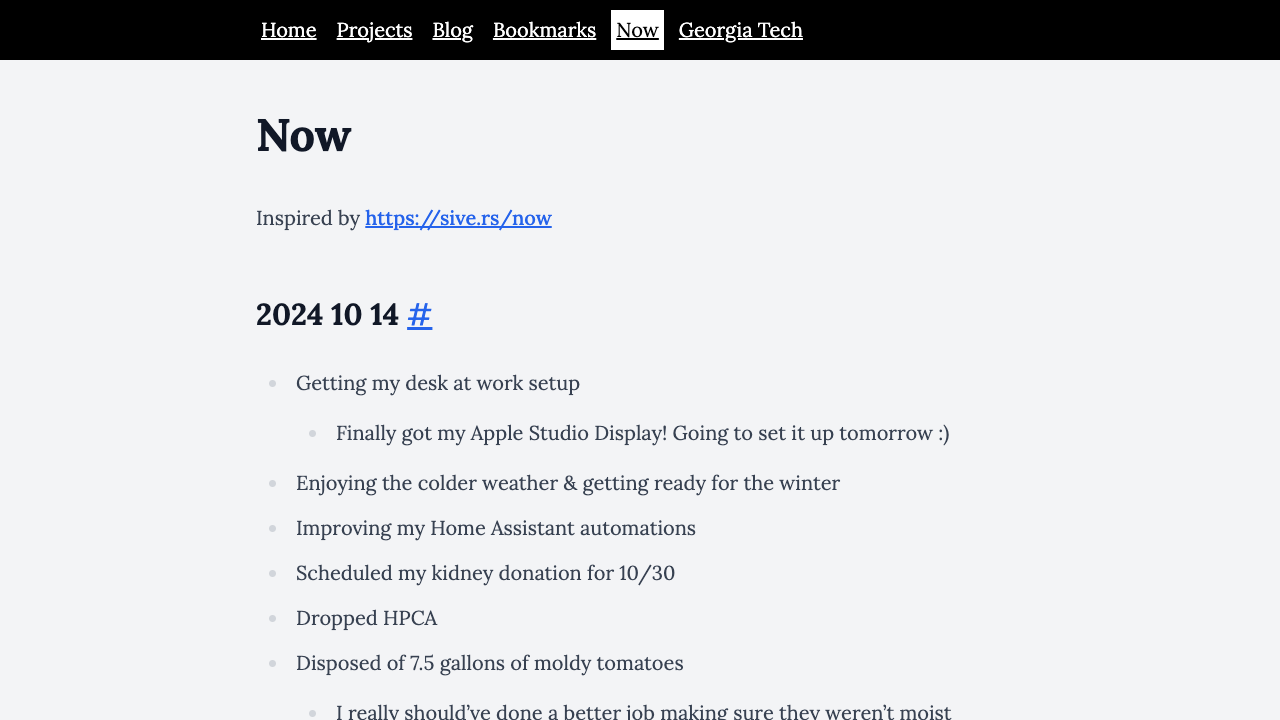 Home Projects Blog Bookmarks Now Georgia Tech
Now
Inspired by https://sive.rs/now
2024 10 14 #
Getting my desk at work setup
Finally got my Apple Studio Display! Going to set it up tomorrow :)
Enjoying the colder weather & getting ready for the winter
Improving my Home Assistant automations
Scheduled my kidney donation for 10/30
Dropped HPCA
Disposed of 7.5 gallons of moldy tomatoes
I really should’ve done a better job making sure they weren’t moist